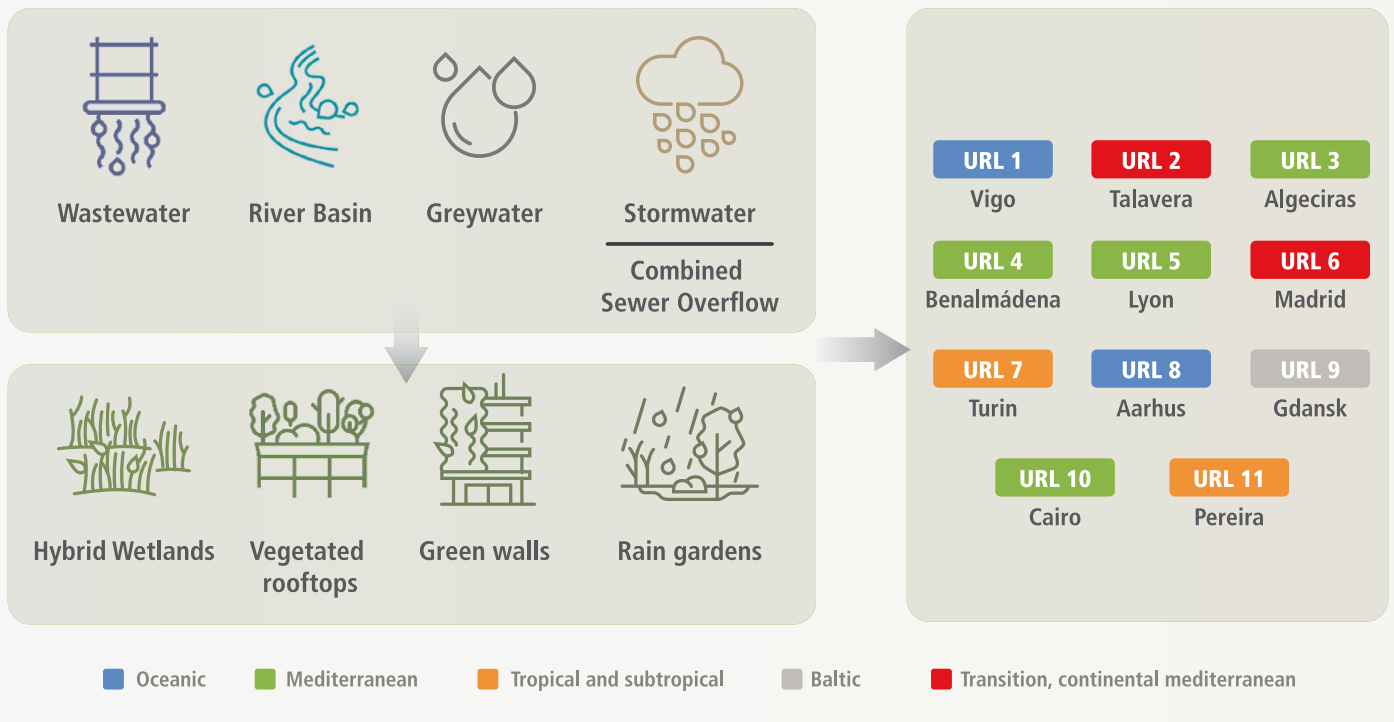 Wastewater
River Basin
Greywater
Stormwater
Combined
Sewer Overflow
Hybrid Wetlands
Vegetated
rooftops
Green walls
Rain gardens
URL 1
Vigo
URL 2
Talavera
URL 3
Algeciras
URL 4
Benalmádena
URL 5
Lyon
URL 6
Madrid
URL 7
Turin
URL 8
Aarhus
URL 9
Gdansk
URL 10
Cairo
URL 11
Pereira
Oceanic
Mediterranean
Tropical and subtropical
Baltic
Transition, continental mediterranean